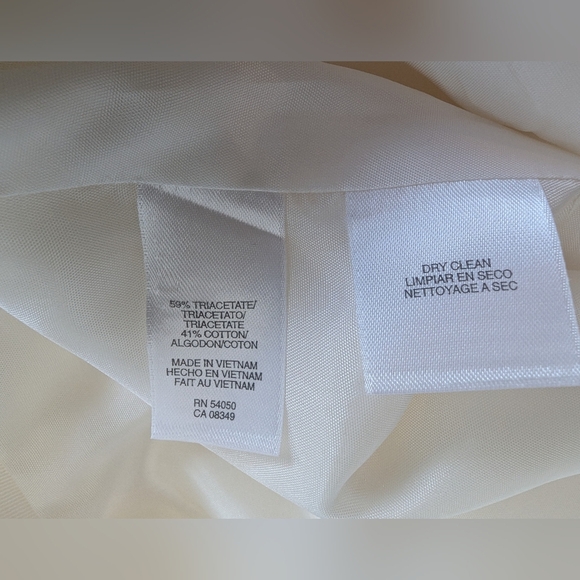 59% TRIACETATE/
TRIACETATO/
TRIACETATE
41% COTTON/
ALGODON/COTON
MADE IN VIETNAM
HECHO EN VIETNAM
FAIT AU VIETNAM
RN 54050
CA 08349
DRY CLEAN
LIMPIAR EN SECO
NETTOYAGE A SEC